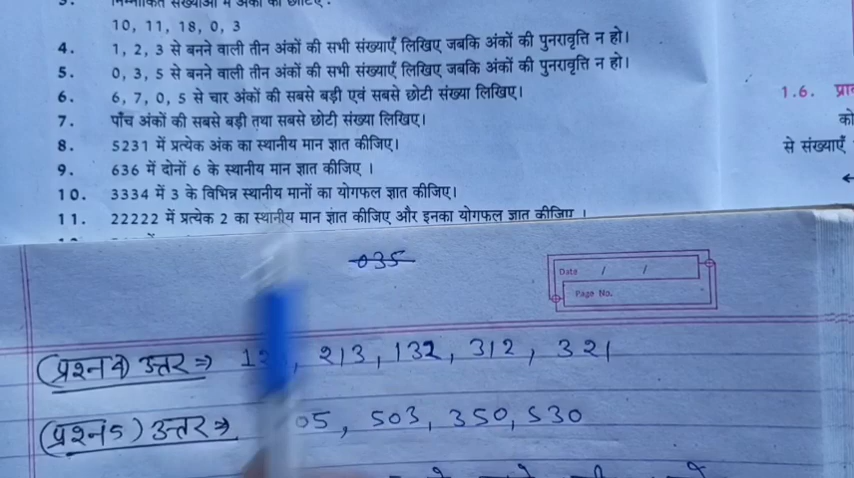 10, 11, 18, 0, 3
4. 1, 2, 3 से बनने वाली तीन अंकों की सभी संख्याएँ लिखिए जबकि अंकों की पुनरावृत्ति न हो।
5. 0, 3, 5 से बनने वाली तीन अंकों की सभी संख्याएँ लिखिए जबकि अंकों की पुनरावृत्ति न हो।
6. 6, 7, 0, 5 से चार अंकों की सबसे बड़ी एवं सबसे छोटी संख्या लिखिए।
7. पाँच अंकों की सबसे बड़ी तथा सबसे छोटी संख्या लिखिए।
8. 5231 में प्रत्येक अंक का स्थानीय मान ज्ञात कीजिए।
9. 636 में दोनों 6 के स्थानीय मान ज्ञात कीजिए ।
10. 3334 में 3 के विभिन्न स्थानीय मानों का योगफल ज्ञात कीजिए।
11. 22222 में प्रत्येक 2 का स्थानीय मान ज्ञात कीजिए और इनका योगफल ज्ञात कीजिए ।
1.6.
को
से संख्याएँ
035
Date / /
Page No.
(प्रश्न 4) उत्तर ⇒ 213, 132, 312, 321
(प्रश्न 5) उत्तर ⇒ 05, 503, 350, 530